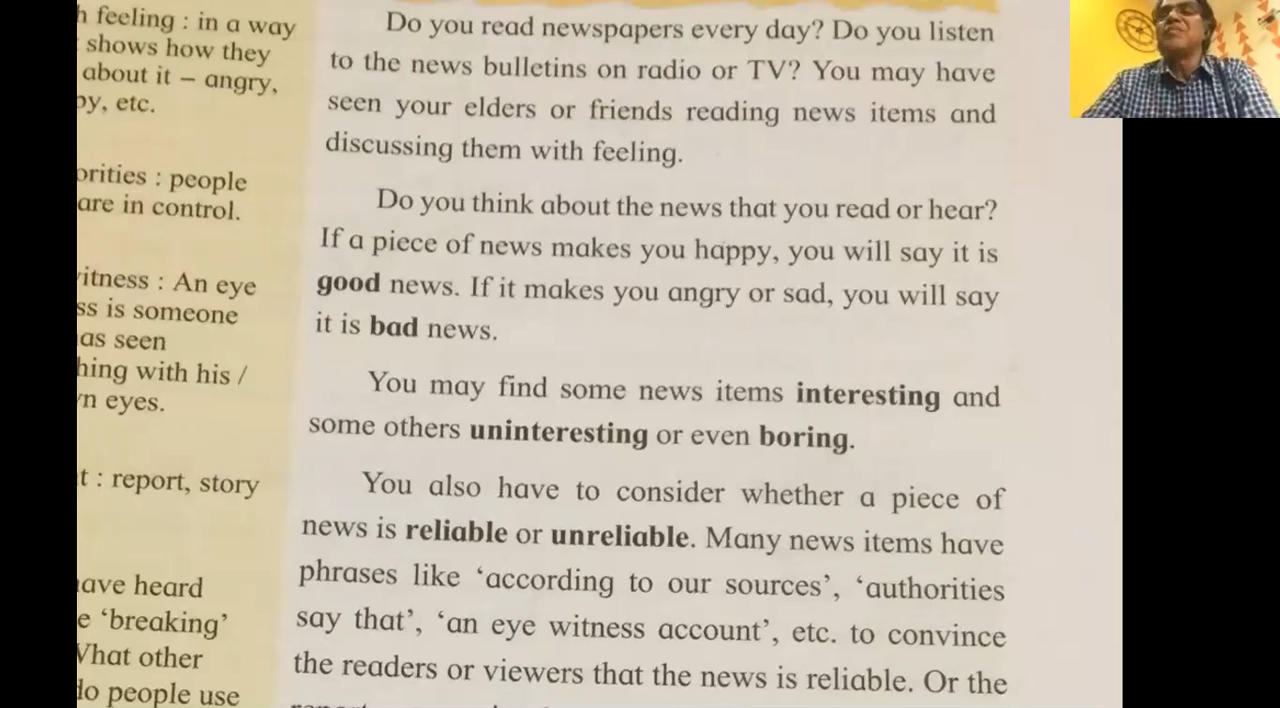 feeling : in a way
shows how they
about it – angry,
etc.
: people
are in control.
: An eye
is someone
seen
with his /
eyes.
: report, story
heard
‘breaking’
What other
people use
Do you read newspapers every day? Do you listen
to the news bulletins on radio or TV? You may have
seen your elders or friends reading news items and
discussing them with feeling.
Do you think about the news that you read or hear?
If a piece of news makes you happy, you will say it is
good news. If it makes you angry or sad, you will say
it is bad news.
You may find some news items interesting and
some others uninteresting or even boring.
You also have to consider whether a piece of
news is reliable or unreliable. Many news items have
phrases like ‘according to our sources’, ‘authorities
say that’, ‘an eye witness account’, etc. to convince
the readers or viewers that the news is reliable. Or the